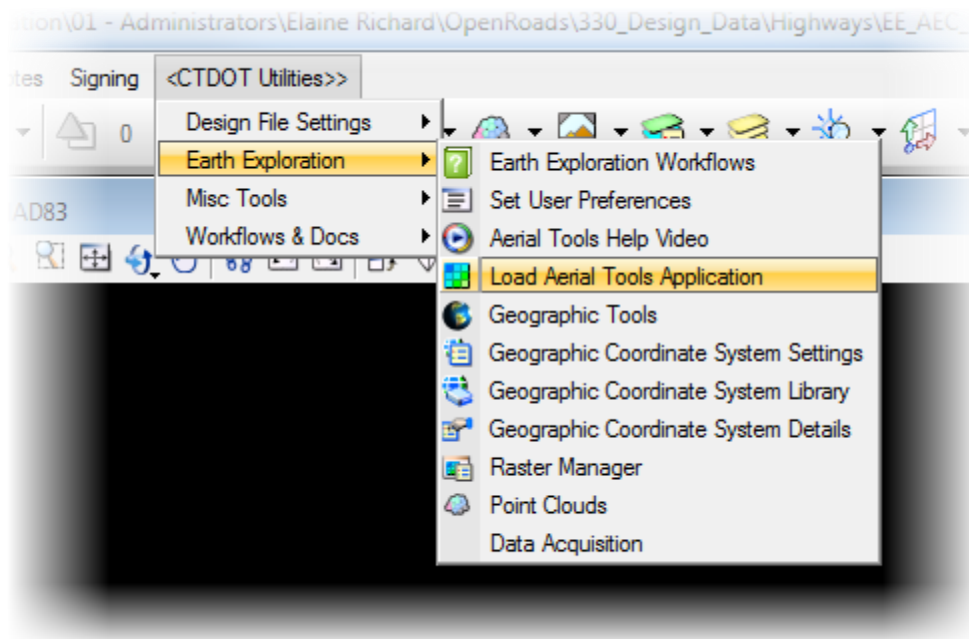 tion\01 - Administrators\Elaine Richard\OpenRoads\330_Design_Data\Highways\EE_AEC_
tes Signing <CTDOT Utilities>>
0
Design File Settings
Earth Exploration
Misc Tools
Workflows & Docs
AD83
Earth Exploration Workflows
Set User Preferences
Aerial Tools Help Video
Load Aerial Tools Application
Geographic Tools
Geographic Coordinate System Settings
Geographic Coordinate System Library
Geographic Coordinate System Details
Raster Manager
Point Clouds
Data Acquisition